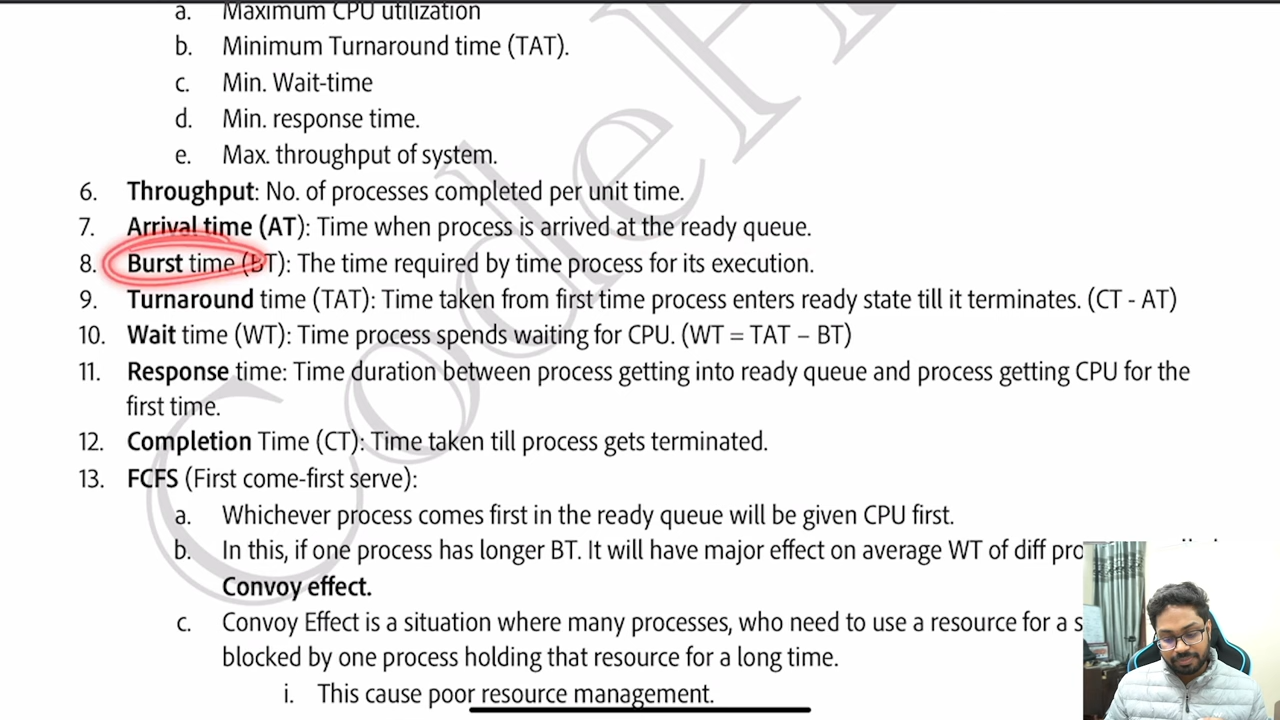 a. Maximum CPU utilization
b. Minimum Turnaround time (TAT).
c. Min. Wait-time
d. Min. response time.
e. Max. throughput of system.
6. Throughput: No. of processes completed per unit time.
7. Arrival time (AT): Time when process is arrived at the ready queue.
8. Burst time (BT): The time required by time process for its execution.
9. Turnaround time (TAT): Time taken from first time process enters ready state till it terminates. (CT - AT)
10. Wait time (WT): Time process spends waiting for CPU. (WT = TAT – BT)
11. Response time: Time duration between process getting into ready queue and process getting CPU for the
first time.
12. Completion Time (CT): Time taken till process gets terminated.
13. FCFS (First come-first serve):
a. Whichever process comes first in the ready queue will be given CPU first.
b. In this, if one process has longer BT. It will have major effect on average WT of diff
Convoy effect.
c. Convoy Effect is a situation where many processes, who need to use a resource for a
blocked by one process holding that resource for a long time.
i. This cause poor resource management.